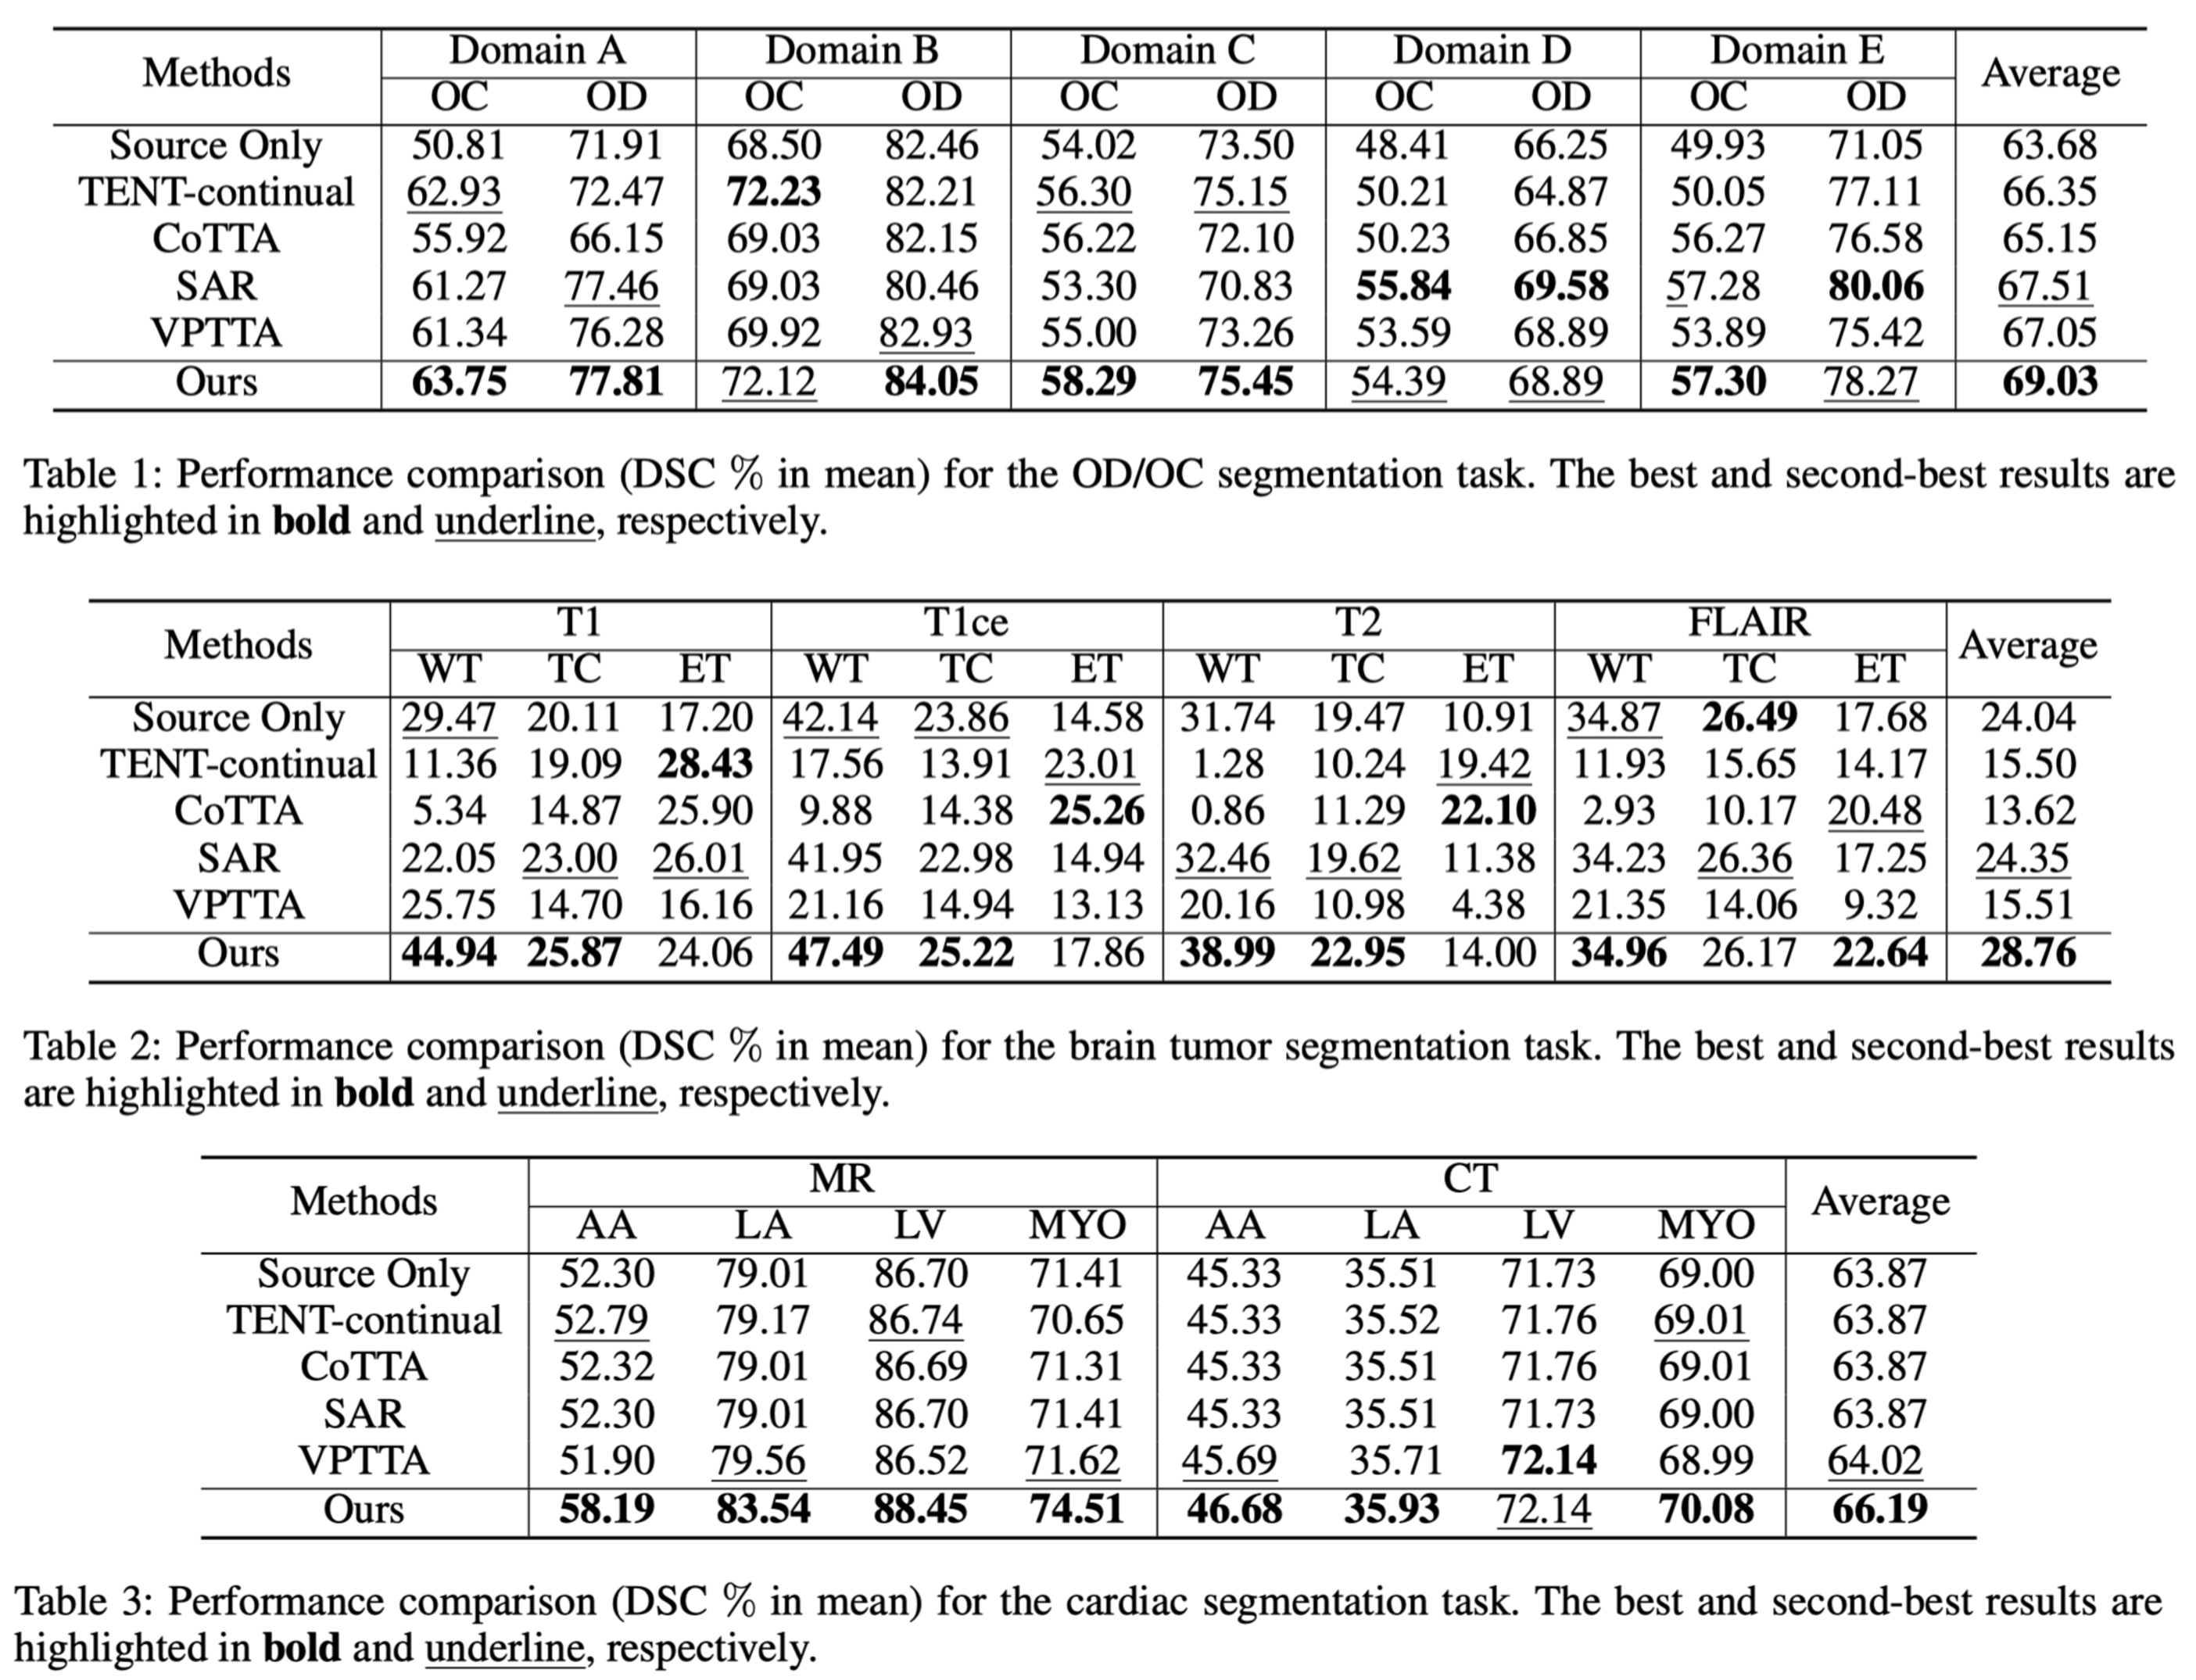 Methods Domain A Domain B Domain C Domain D Domain E Average
OC OD OC OD OC OD OC OD OC OD
Source Only 50.81 71.91 68.50 82.46 54.02 73.50 48.41 66.25 49.93 71.05 63.68
TENT-continual 62.93 72.47 72.23 82.21 56.30 75.15 50.21 64.87 50.05 77.11 66.35
CoTTA 55.92 66.15 69.03 82.15 56.22 72.10 50.23 66.85 56.27 76.58 65.15
SAR 61.27 77.46 69.03 80.46 53.30 70.83 55.84 69.58 57.28 80.06 67.51
VPTTA 61.34 76.28 69.92 82.93 55.00 73.26 53.59 68.89 53.89 75.42 67.05
Ours 63.75 77.81 72.12 84.05 58.29 75.45 54.39 68.89 57.30 78.27 69.03
Table 1: Performance comparison (DSC % in mean) for the OD/OC segmentation task. The best and second-best results are
highlighted in bold and underline, respectively.
Methods T1 T1ce T2 FLAIR Average
WT TC ET WT TC ET WT TC ET WT TC ET
Source Only 29.47 20.11 17.20 42.14 23.86 14.58 31.74 19.47 10.91 34.87 26.49 17.68 24.04
TENT-continual 11.36 19.09 28.43 17.56 13.91 23.01 1.28 10.24 19.42 11.93 15.65 14.17 15.50
CoTTA 5.34 14.87 25.90 9.88 14.38 25.26 0.86 11.29 22.10 2.93 10.17 20.48 13.62
SAR 22.05 23.00 26.01 41.95 22.98 14.94 32.46 19.62 11.38 34.23 26.36 17.25 24.35
VPTTA 25.75 14.70 16.16 21.16 14.94 13.13 20.16 10.98 4.38 21.35 14.06 9.32 15.51
Ours 44.94 25.87 24.06 47.49 25.22 17.86 38.99 22.95 14.00 34.96 26.17 22.64 28.76
Table 2: Performance comparison (DSC % in mean) for the brain tumor segmentation task. The best and second-best results
are highlighted in bold and underline, respectively.
Methods MR CT Average
AA LA LV MYO AA LA LV MYO
Source Only 52.30 79.01 86.70 71.41 45.33 35.51 71.73 69.00 63.87
TENT-continual 52.79 79.17 86.74 70.65 45.33 35.52 71.76 69.01 63.87
CoTTA 52.32 79.01 86.69 71.31 45.33 35.51 71.76 69.01 63.87
SAR 52.30 79.01 86.70 71.41 45.33 35.51 71.73 69.00 63.87
VPTTA 51.90 79.56 86.52 71.62 45.69 35.71 72.14 68.99 64.02
Ours 58.19 83.54 88.45 74.51 46.68 35.93 72.14 70.08 66.19
Table 3: Performance comparison (DSC % in mean) for the cardiac segmentation task. The best and second-best results are
highlighted in bold and underline, respectively.